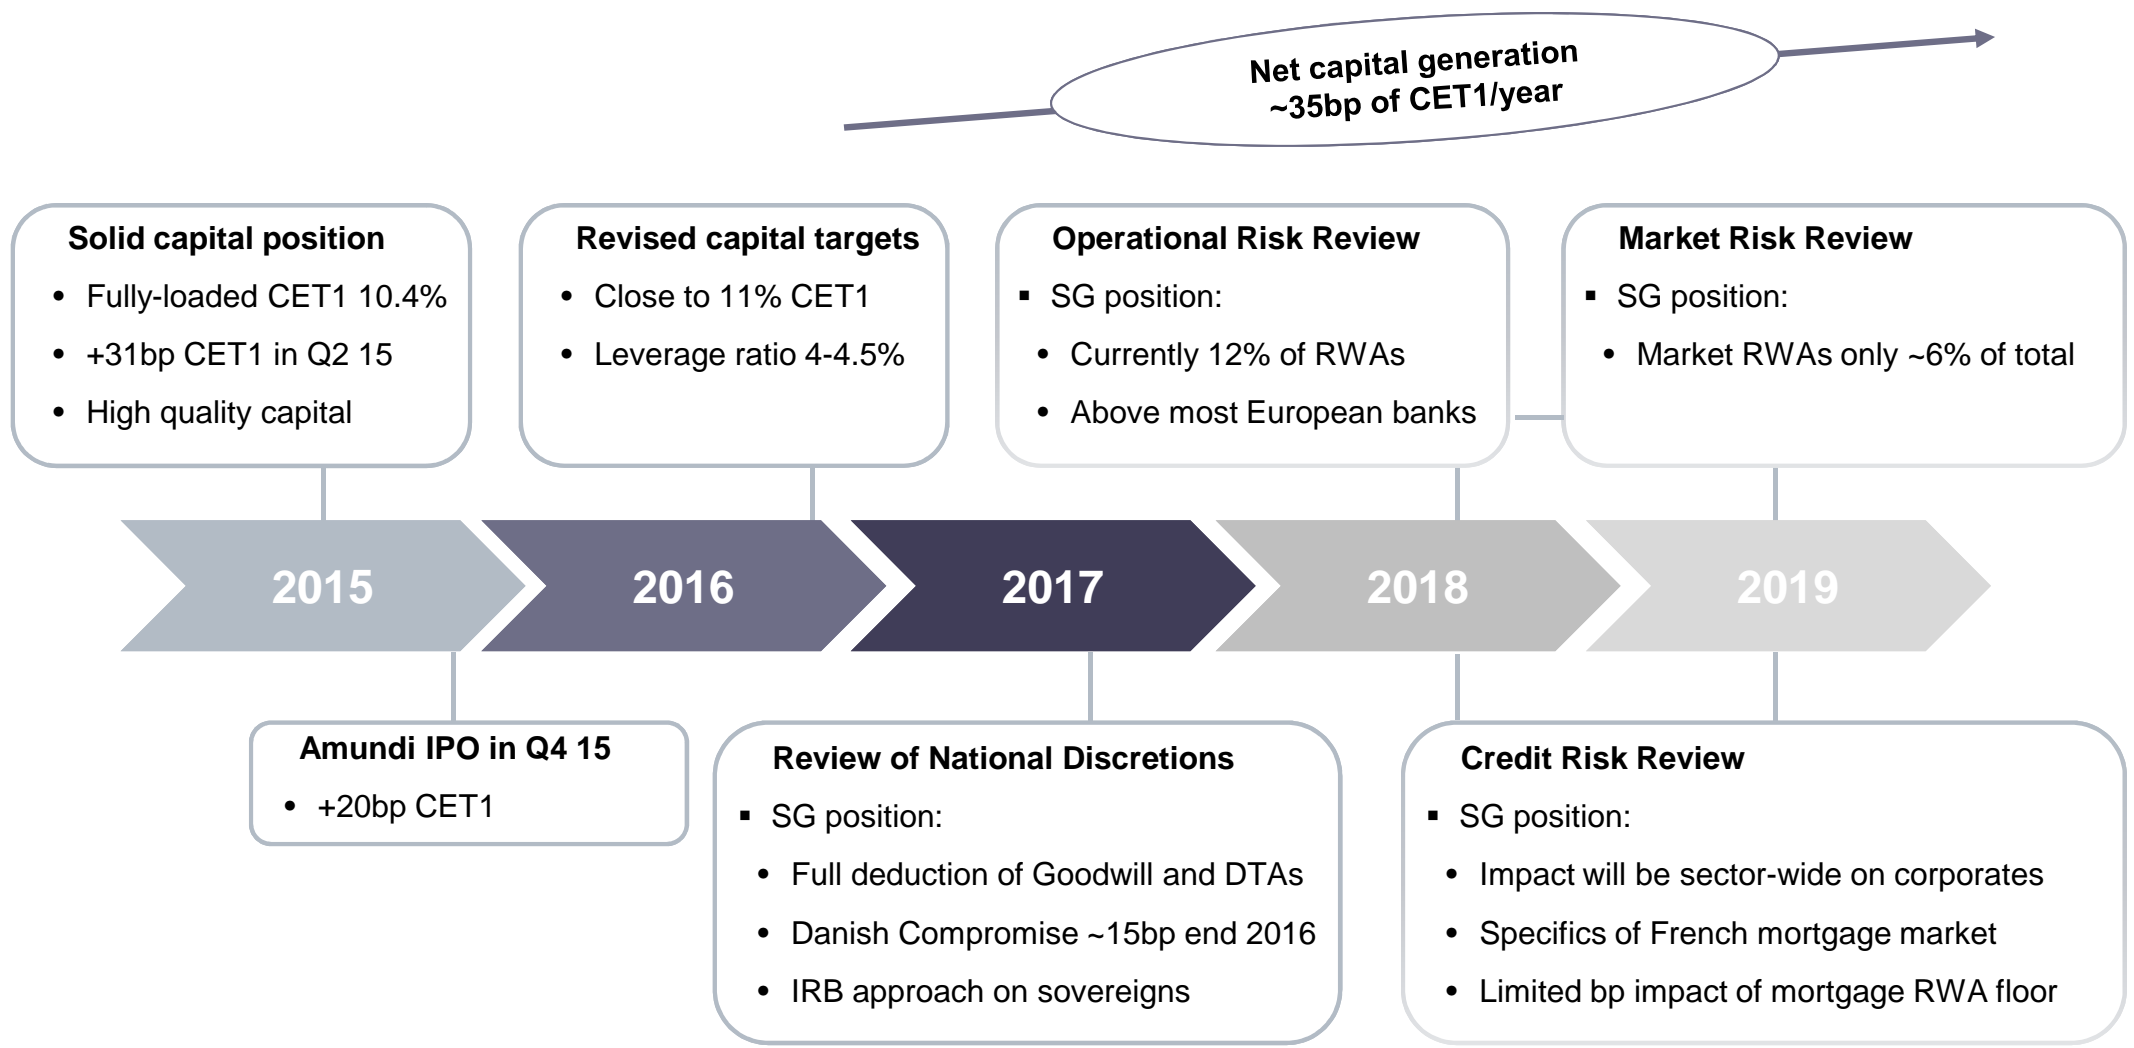 Net capital generation
~35bp of CET1/year
Solid capital position
• Fully-loaded CET1 10.4%
• +31bp CET1 in Q2 15
• High quality capital
Revised capital targets
• Close to 11% CET1
• Leverage ratio 4-4.5%
Operational Risk Review
▪ SG position:
• Currently 12% of RWAs
• Above most European banks
Market Risk Review
▪ SG position:
• Market RWAs only ~6% of total
2015
2016
2017
2018
2019
Amundi IPO in Q4 15
• +20bp CET1
Review of National Discretions
▪ SG position:
• Full deduction of Goodwill and DTAs
• Danish Compromise ~15bp end 2016
• IRB approach on sovereigns
Credit Risk Review
▪ SG position:
• Impact will be sector-wide on corporates
• Specifics of French mortgage market
• Limited bp impact of mortgage RWA floor